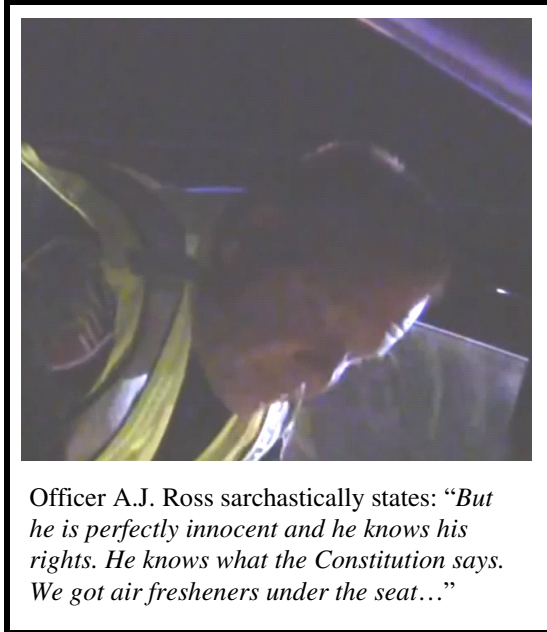 Officer A.J. Ross sarchastically states: “But
he is perfectly innocent and he knows his
rights. He knows what the Constitution says.
We got air fresheners under the seat…”